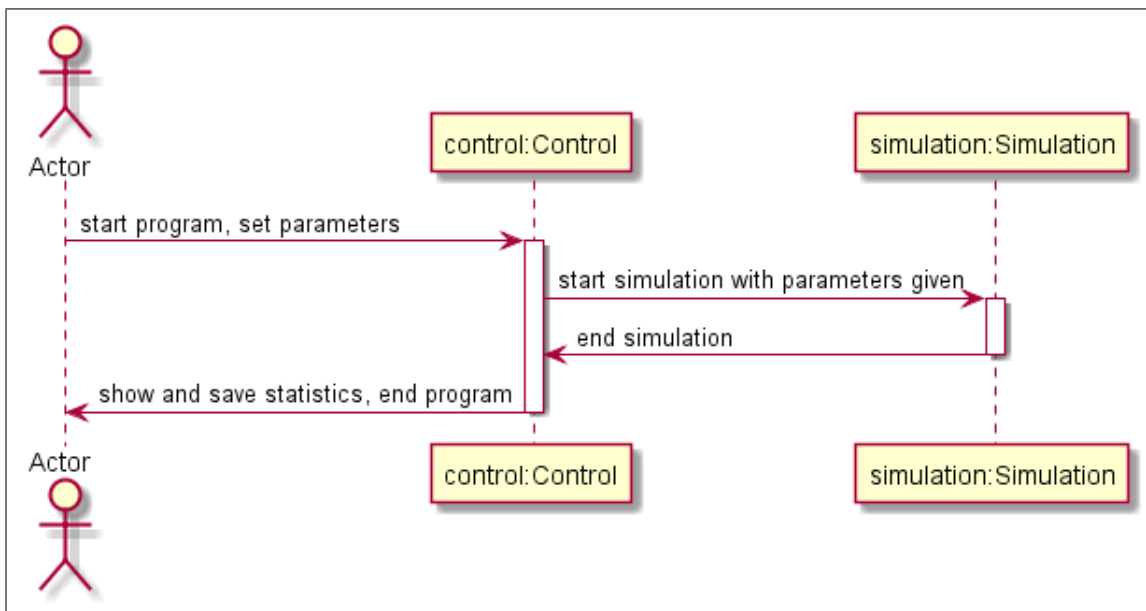 Actor
control:Control
simulation:Simulation
start program, set parameters
start simulation with parameters given
end simulation
show and save statistics, end program
Actor
control:Control
simulation:Simulation